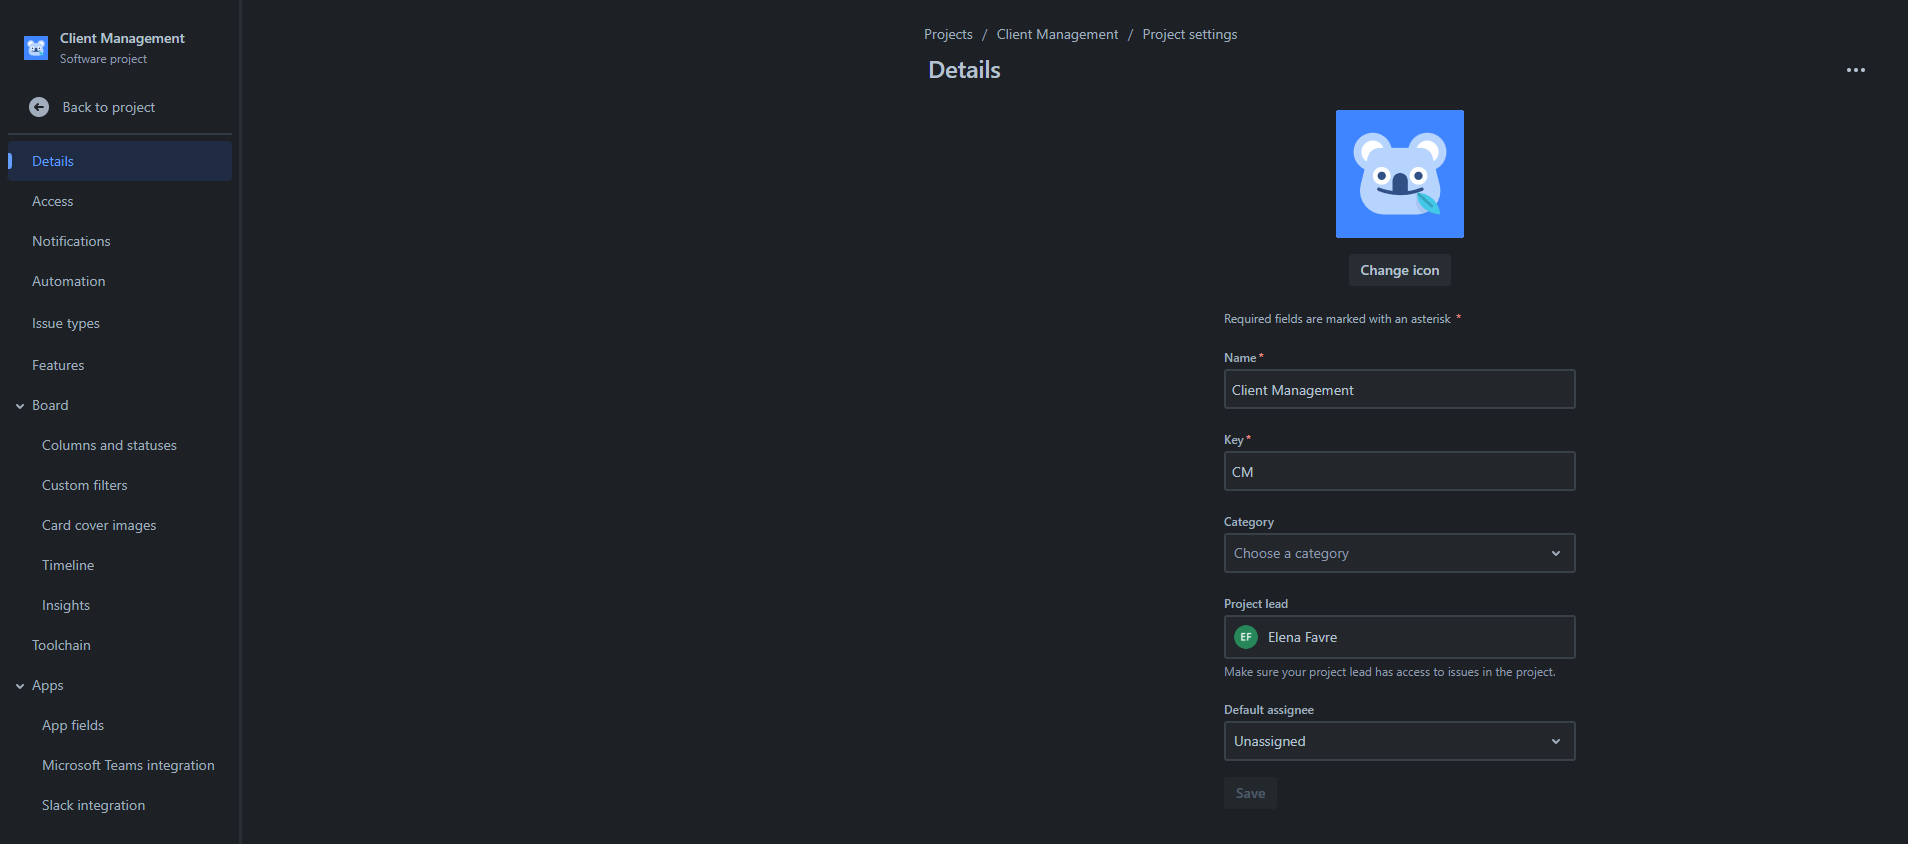 Client Management
Software project
Back to project
Details
Access
Notifications
Automation
Issue types
Features
Board
Columns and statuses
Custom filters
Card cover images
Timeline
Insights
Toolchain
Apps
App fields
Microsoft Teams integration
Slack integration
Projects / Client Management / Project settings
Details
Change icon
Required fields are marked with an asterisk *
Name *
Client Management
Key *
CM
Category
Choose a category
Project lead
EF Elena Favre
Make sure your project lead has access to issues in the project.
Default assignee
Unassigned
Save